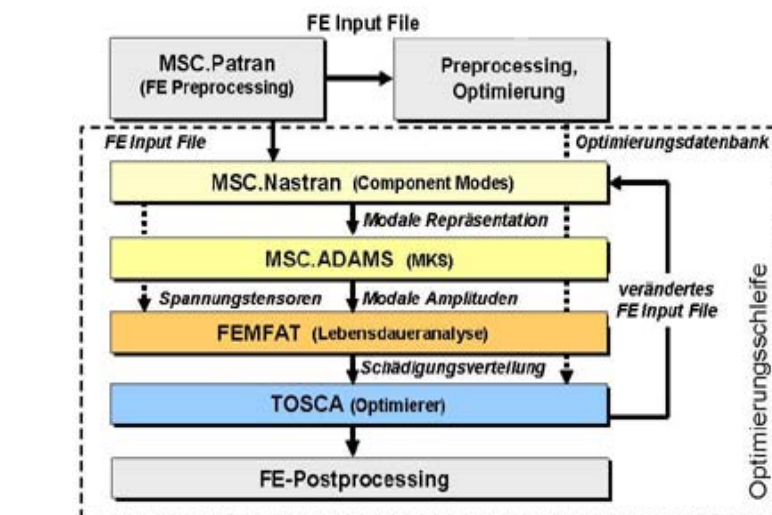 FE Input File
MSC.Patran
(FE Preprocessing)
Preprocessing,
Optimierung
FE Input File
Optimierungsdatenbank
MSC.Nastran (Component Modes)
Modale Repräsentation
MSC.ADAMS (MKS)
Spannungstensoren
Modale Amplituden
verändertes
FE Input File
FEMFAT (Lebensdaueranalyse)
Schädigungsverteilung
TOSCA (Optimierer)
FE-Postprocessing
Optimierungsschleife